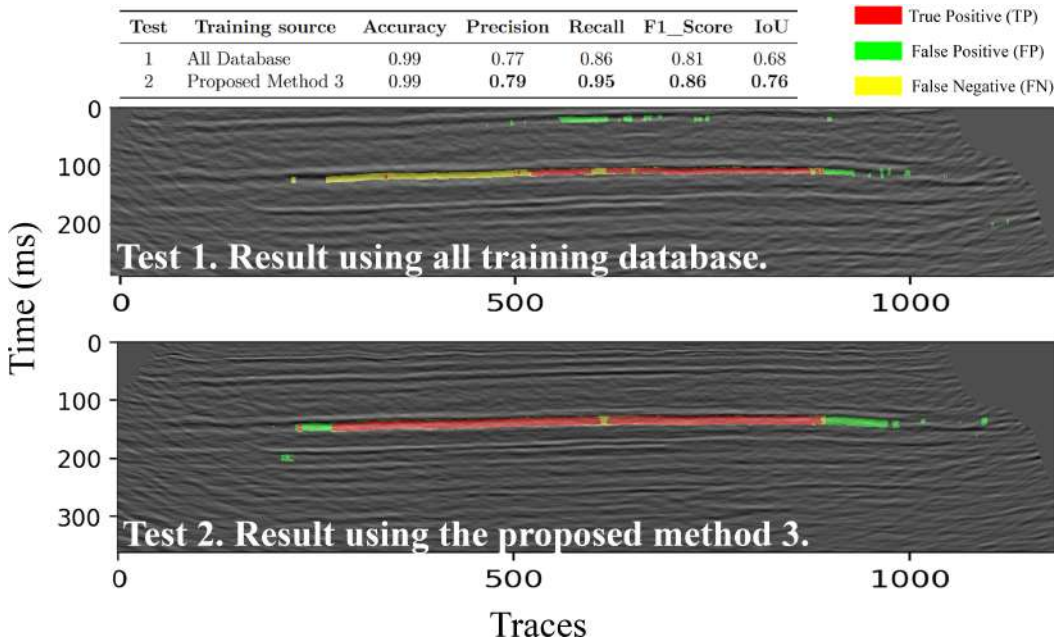 Test Training source Accuracy Precision Recall F1_Score IoU
1 All Database 0.99 0.77 0.86 0.81 0.68
2 Proposed Method 3 0.99 0.79 0.95 0.86 0.76
True Positive (TP)
False Positive (FP)
False Negative (FN)
Time (ms)
0
100
200
Test 1. Result using all training database.
0 500 1000
0
100
200
300
Test 2. Result using the proposed method 3.
0 500 1000
Traces